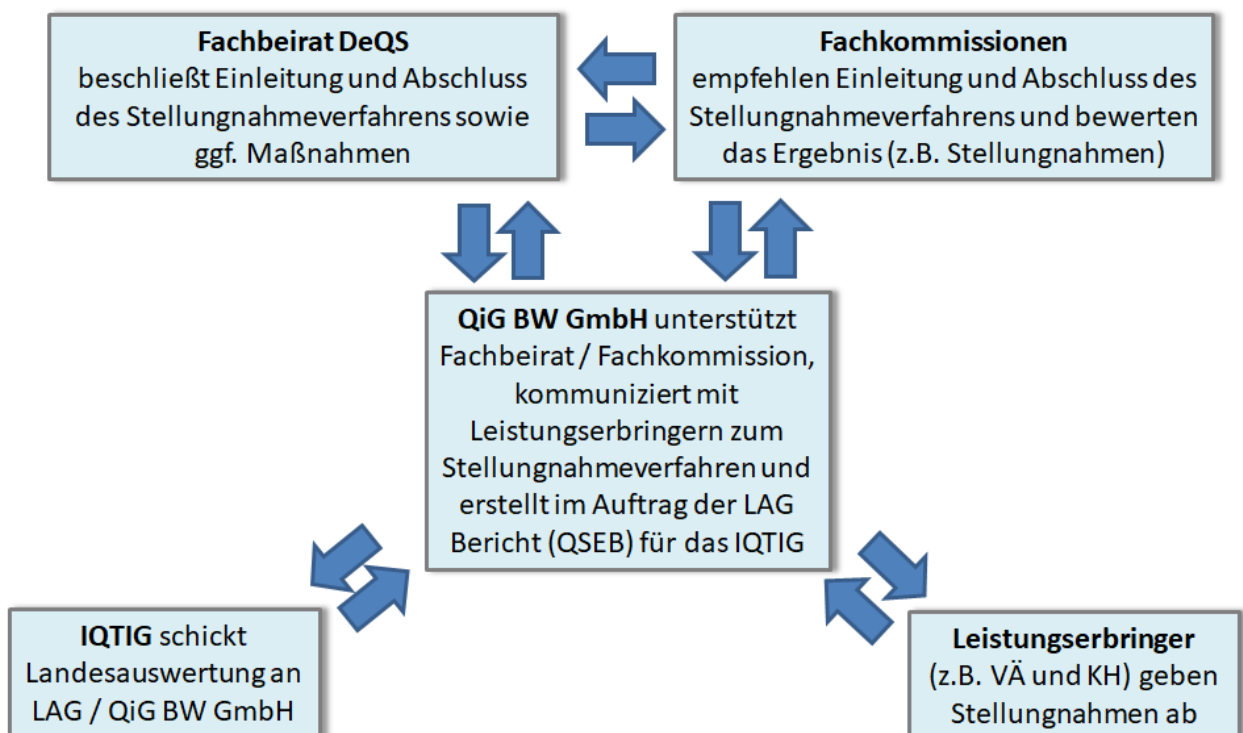 Fachbeirat DeQS
beschließt Einleitung und Abschluss
des Stellungnahmeverfahrens sowie
ggf. Maßnahmen
Fachkommissionen
empfehlen Einleitung und Abschluss des
Stellungnahmeverfahrens und bewerten
das Ergebnis (z.B. Stellungnahmen)
QiG BW GmbH unterstützt
Fachbeirat / Fachkommission,
kommuniziert mit
Leistungserbringern zum
Stellungnahmeverfahren und
erstellt im Auftrag der LAG
Bericht (QSEB) für das IQTIG
IQTIG schickt
Landesauswertung an
LAG / QiG BW GmbH
Leistungserbringer
(z.B. VÄ und KH) geben
Stellungnahmen ab